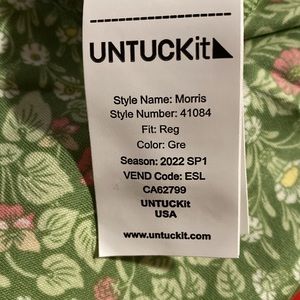 UNTUCKit
Style Name: Morris
Style Number: 41084
Fit: Reg
Color: Gre
Season: 2022 SP1
VEND Code: ESL
CA62799
UNTUCKit
USA
www.untuckit.com